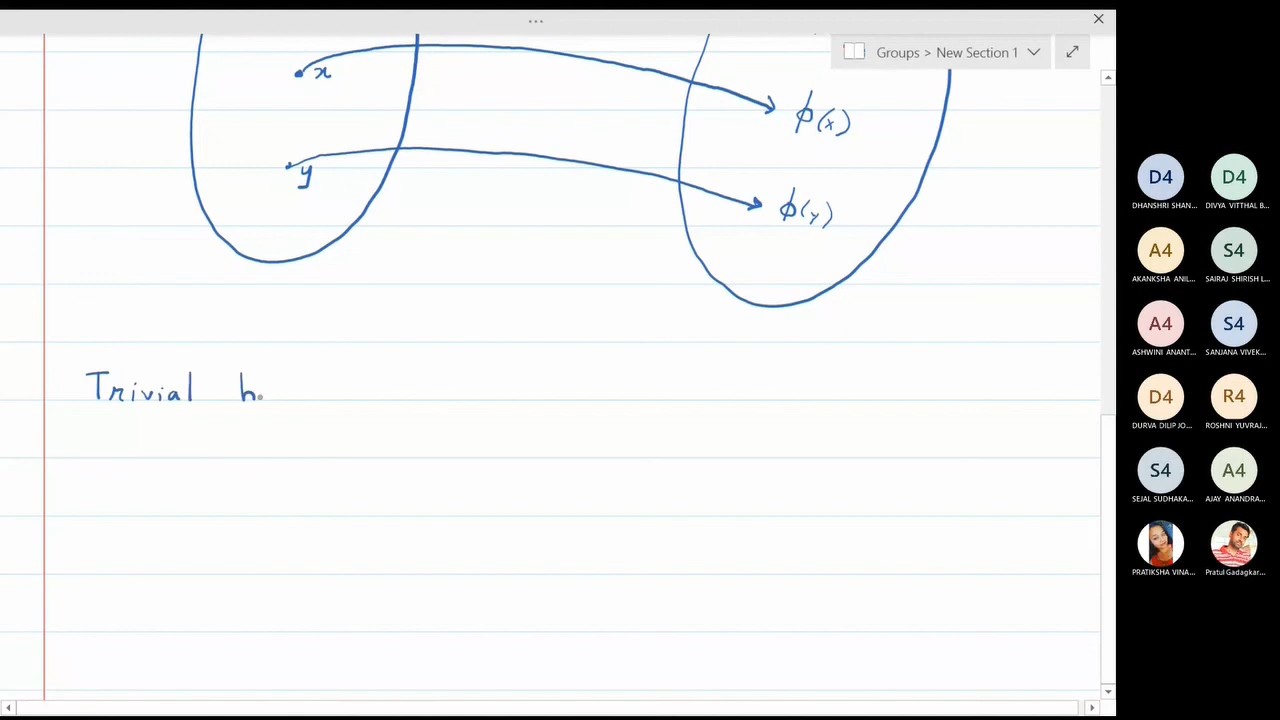 Groups > New Section 1
x
ϕ(x)
y
ϕ(y)
Trivial h
D4
D4
DHANSHRI SHAN...
DIVYA VITTHAL B...
A4
S4
AKANKSHA ANIL...
SAIRAJ SHIRISH L...
A4
S4
ASHWINI ANANT...
SANJANA VIVEK...
D4
R4
DURVA DILIP JO...
ROSHNI YUVRAJ...
S4
A4
SEJAL SUDHAKA...
AJAY ANANDRA...
PRATIKSHA VINA...
Pratul Gadagkar...